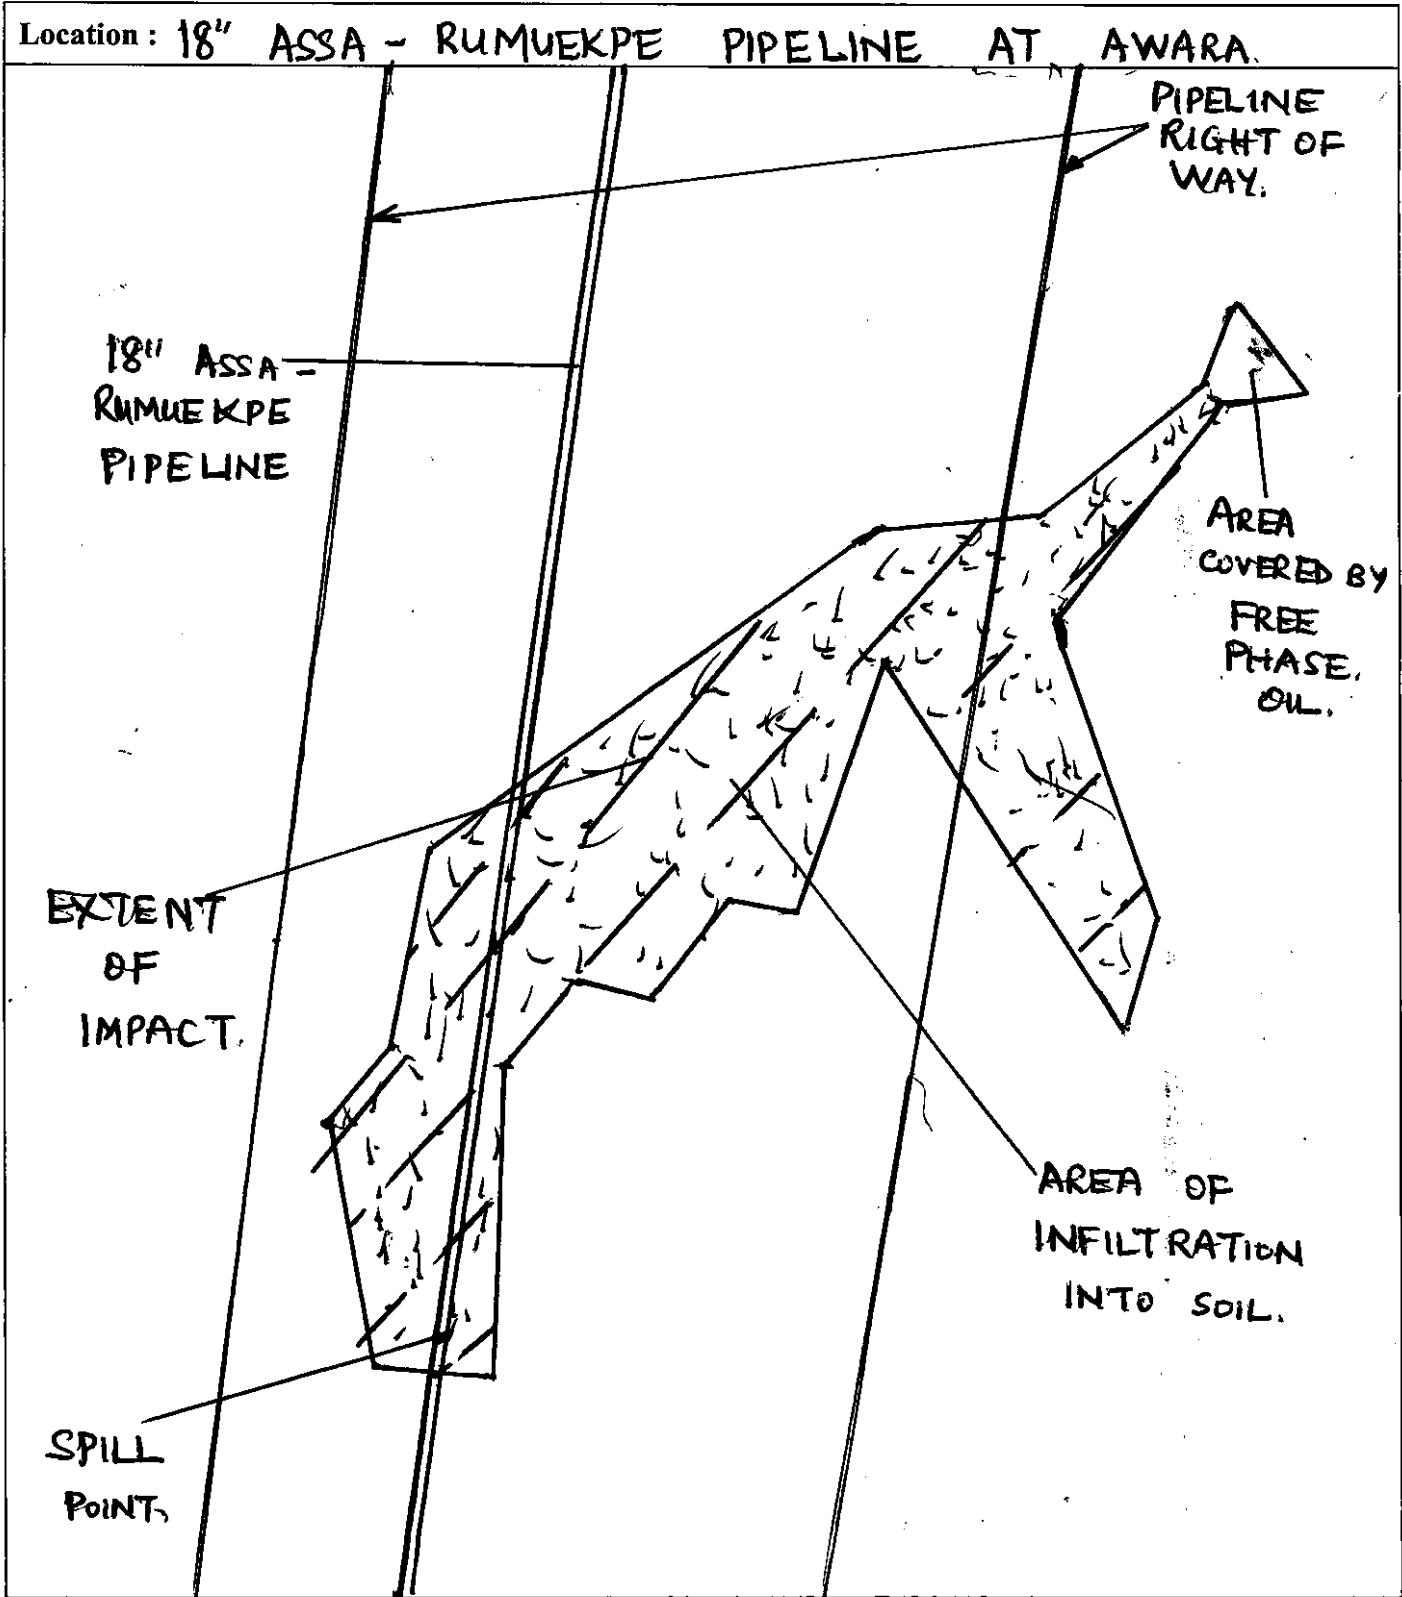 Location : 18" ASSA - RUMUEKPE PIPELINE AT AWARA.
PIPELINE
RIGHT OF
WAY.
18" ASSA -
RUMUEKPE
PIPELINE
AREA
COVERED BY
FREE
PHASE.
OIL.
EXTENT
OF
IMPACT.
AREA OF
INFILTRATION
INTO SOIL.
SPILL
POINT.